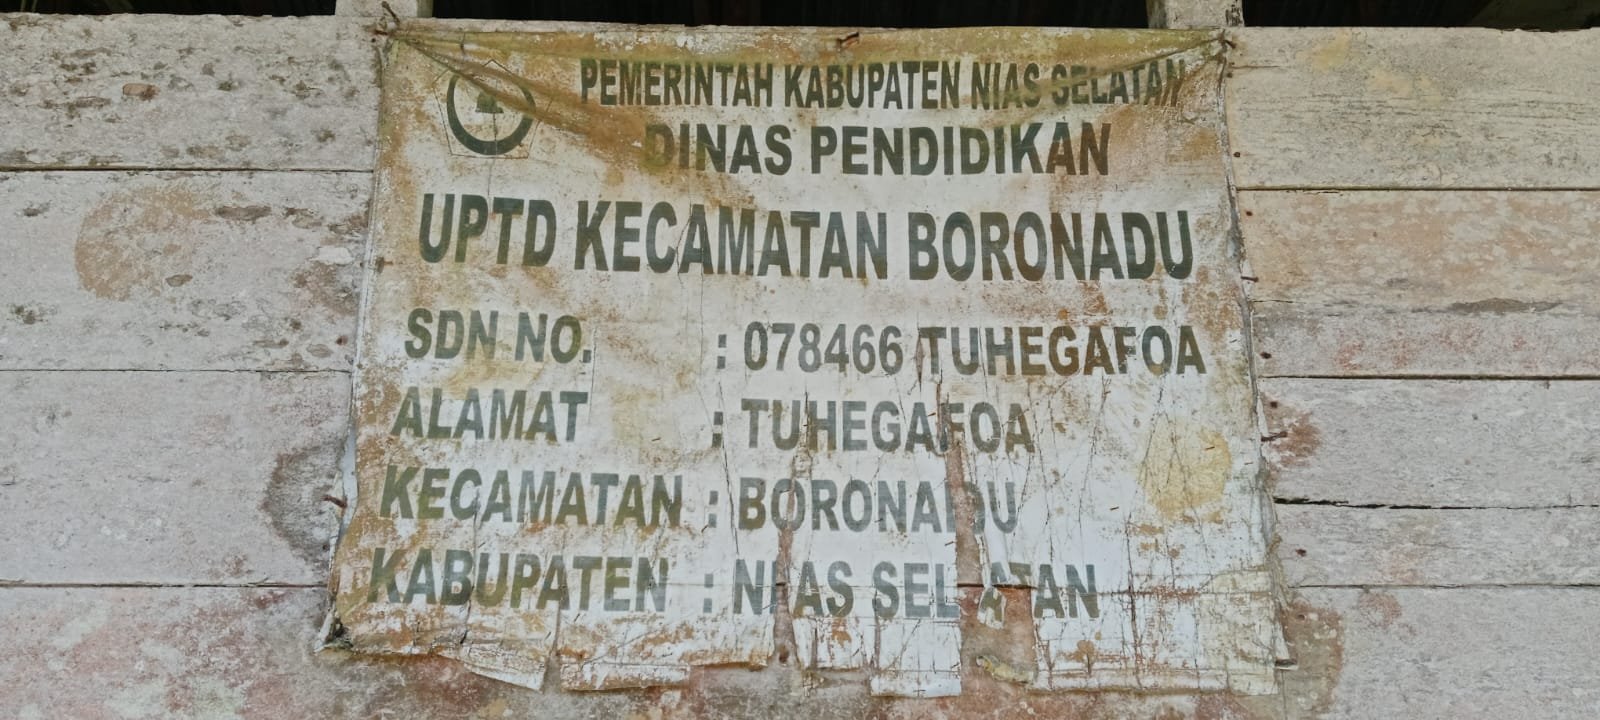 PEMERINTAH KABUPATEN NIAS SELATAN
DINAS PENDIDIKAN
UPTD KECAMATAN BORONADU
SDN NO. : 078466 TUHEGAFOA
ALAMAT : TUHEGAFOA
KECAMATAN : BORONADU
KABUPATEN : NIAS SELATAN